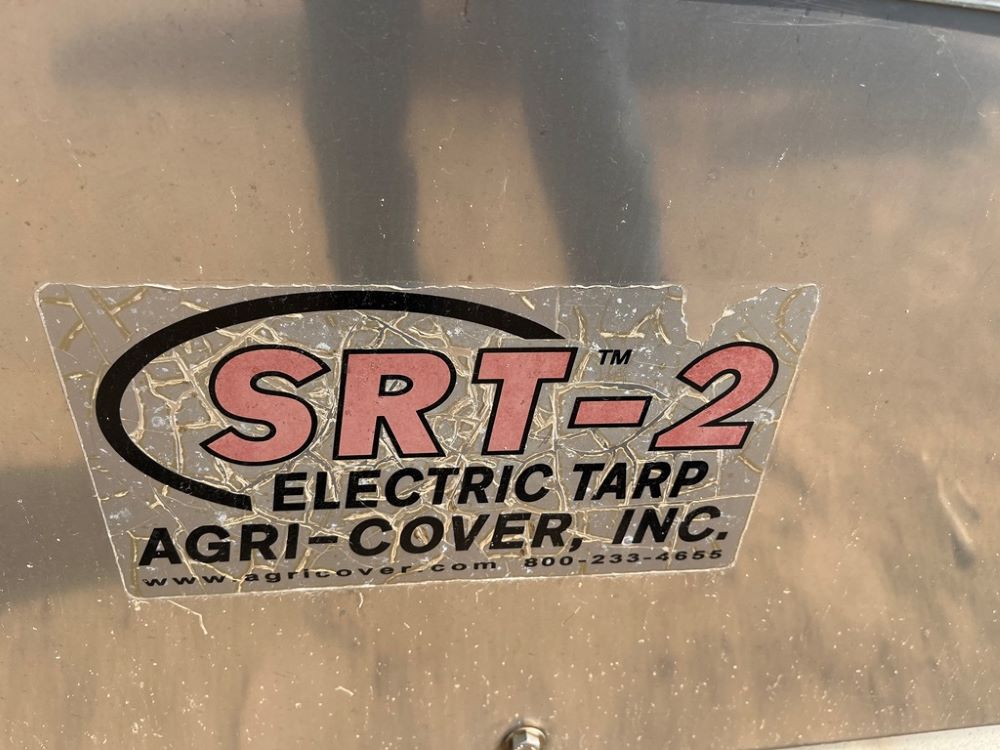 SRT-2™
ELECTRIC TARP
AGRI-COVER, INC.
www.agricover.com 800-233-4655